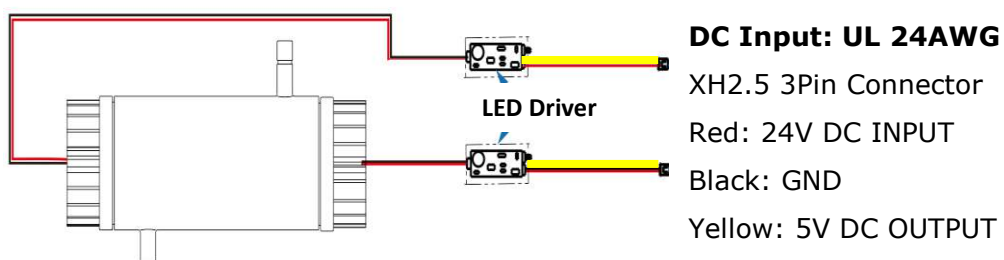 DC Input: UL 24AWG
XH2.5 3Pin Connector
LED Driver
Red: 24V DC INPUT
Black: GND
Yellow: 5V DC OUTPUT